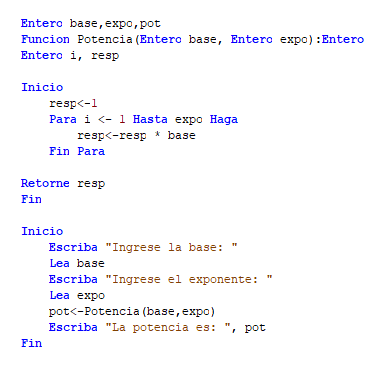 Entero base,expo,pot
Funcion Potencia(Entero base, Entero expo):Entero
Entero i, resp
Inicio
resp<-1
Para i <- 1 Hasta expo Haga
resp<-resp * base
Fin Para
Retorne resp
Fin
Inicio
Escriba "Ingrese la base: "
Lea base
Escriba "Ingrese el exponente: "
Lea expo
pot<-Potencia(base,expo)
Escriba "La potencia es: ", pot
Fin